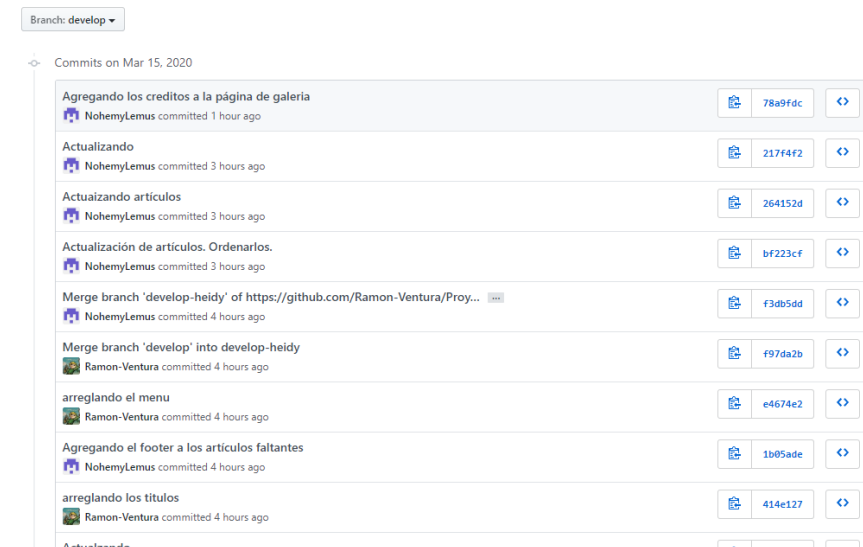 Branch: develop
Commits on Mar 15, 2020
Agregando los creditos a la página de galeria
NohemyLemus committed 1 hour ago
78a9fdc
Actualizando
NohemyLemus committed 3 hours ago
217f4f2
Actuaizando artículos
NohemyLemus committed 3 hours ago
264152d
Actualización de artículos. Ordenarlos.
NohemyLemus committed 3 hours ago
bf223cf
Merge branch 'develop-heidy' of https://github.com/Ramon-Ventura/Proy... ...
NohemyLemus committed 4 hours ago
f3db5dd
Merge branch 'develop' into develop-heidy
Ramon-Ventura committed 4 hours ago
f97da2b
arreglando el menu
Ramon-Ventura committed 4 hours ago
e4674e2
Agregando el footer a los artículos faltantes
NohemyLemus committed 4 hours ago
1b05ade
arreglando los titulos
Ramon-Ventura committed 4 hours ago
414e127